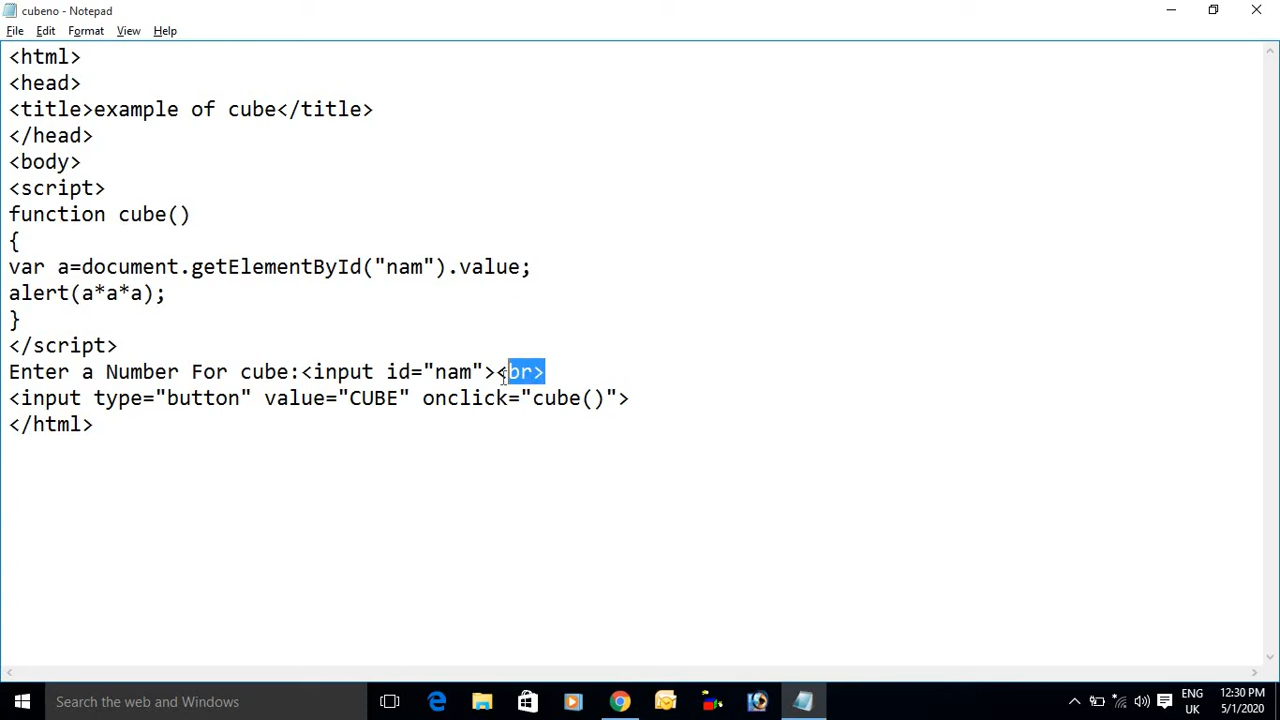 cubeno - Notepad
File Edit Format View Help
<html>
<head>
<title>example of cube</title>
</head>
<body>
<script>
function cube()
{
var a=document.getElementById("nam").value;
alert(a*a*a);
}
</script>
Enter a Number For cube:<input id="nam"><br>
<input type="button" value="CUBE" onclick="cube()">
</html>
Search the web and Windows
ENG 12:30 PM
UK 5/1/2020